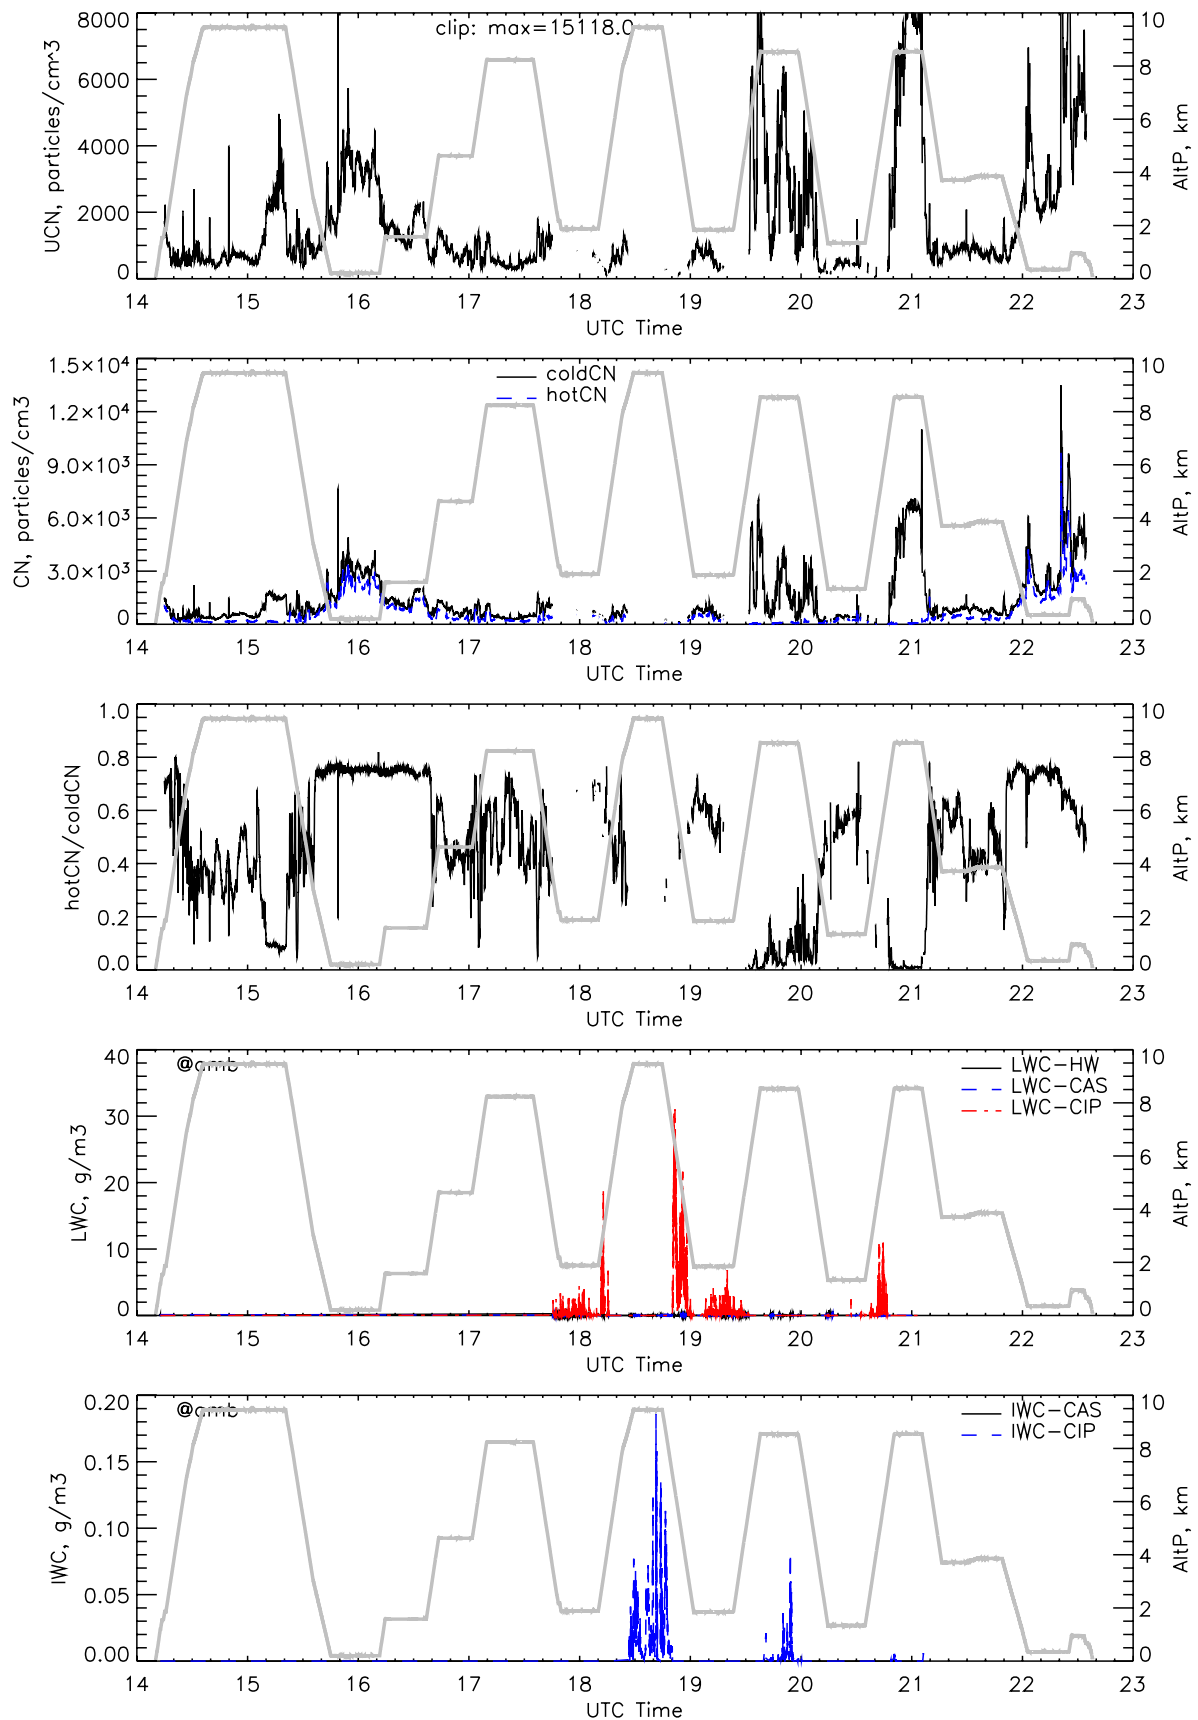 clip: max=15118.0
8000
6000
4000
2000
0
UCN, particles/cm^3
10
8
6
4
2
0
AltP, km
14 15 16 17 18 19 20 21 22 23
UTC Time
coldCN
hotCN
1.5×10⁴
1.2×10⁴
9.0×10³
6.0×10³
3.0×10³
0
CN, particles/cm3
10
8
6
4
2
0
AltP, km
14 15 16 17 18 19 20 21 22 23
UTC Time
1.0
0.8
0.6
0.4
0.2
0.0
hotCN/coldCN
10
8
6
4
2
0
AltP, km
14 15 16 17 18 19 20 21 22 23
UTC Time
@amb
LWC-HW
LWC-CAS
LWC-CIP
40
30
20
10
0
LWC, g/m3
10
8
6
4
2
0
AltP, km
14 15 16 17 18 19 20 21 22 23
UTC Time
@amb
IWC-CAS
IWC-CIP
0.20
0.15
0.10
0.05
0.00
IWC, g/m3
10
8
6
4
2
0
AltP, km
14 15 16 17 18 19 20 21 22 23
UTC Time